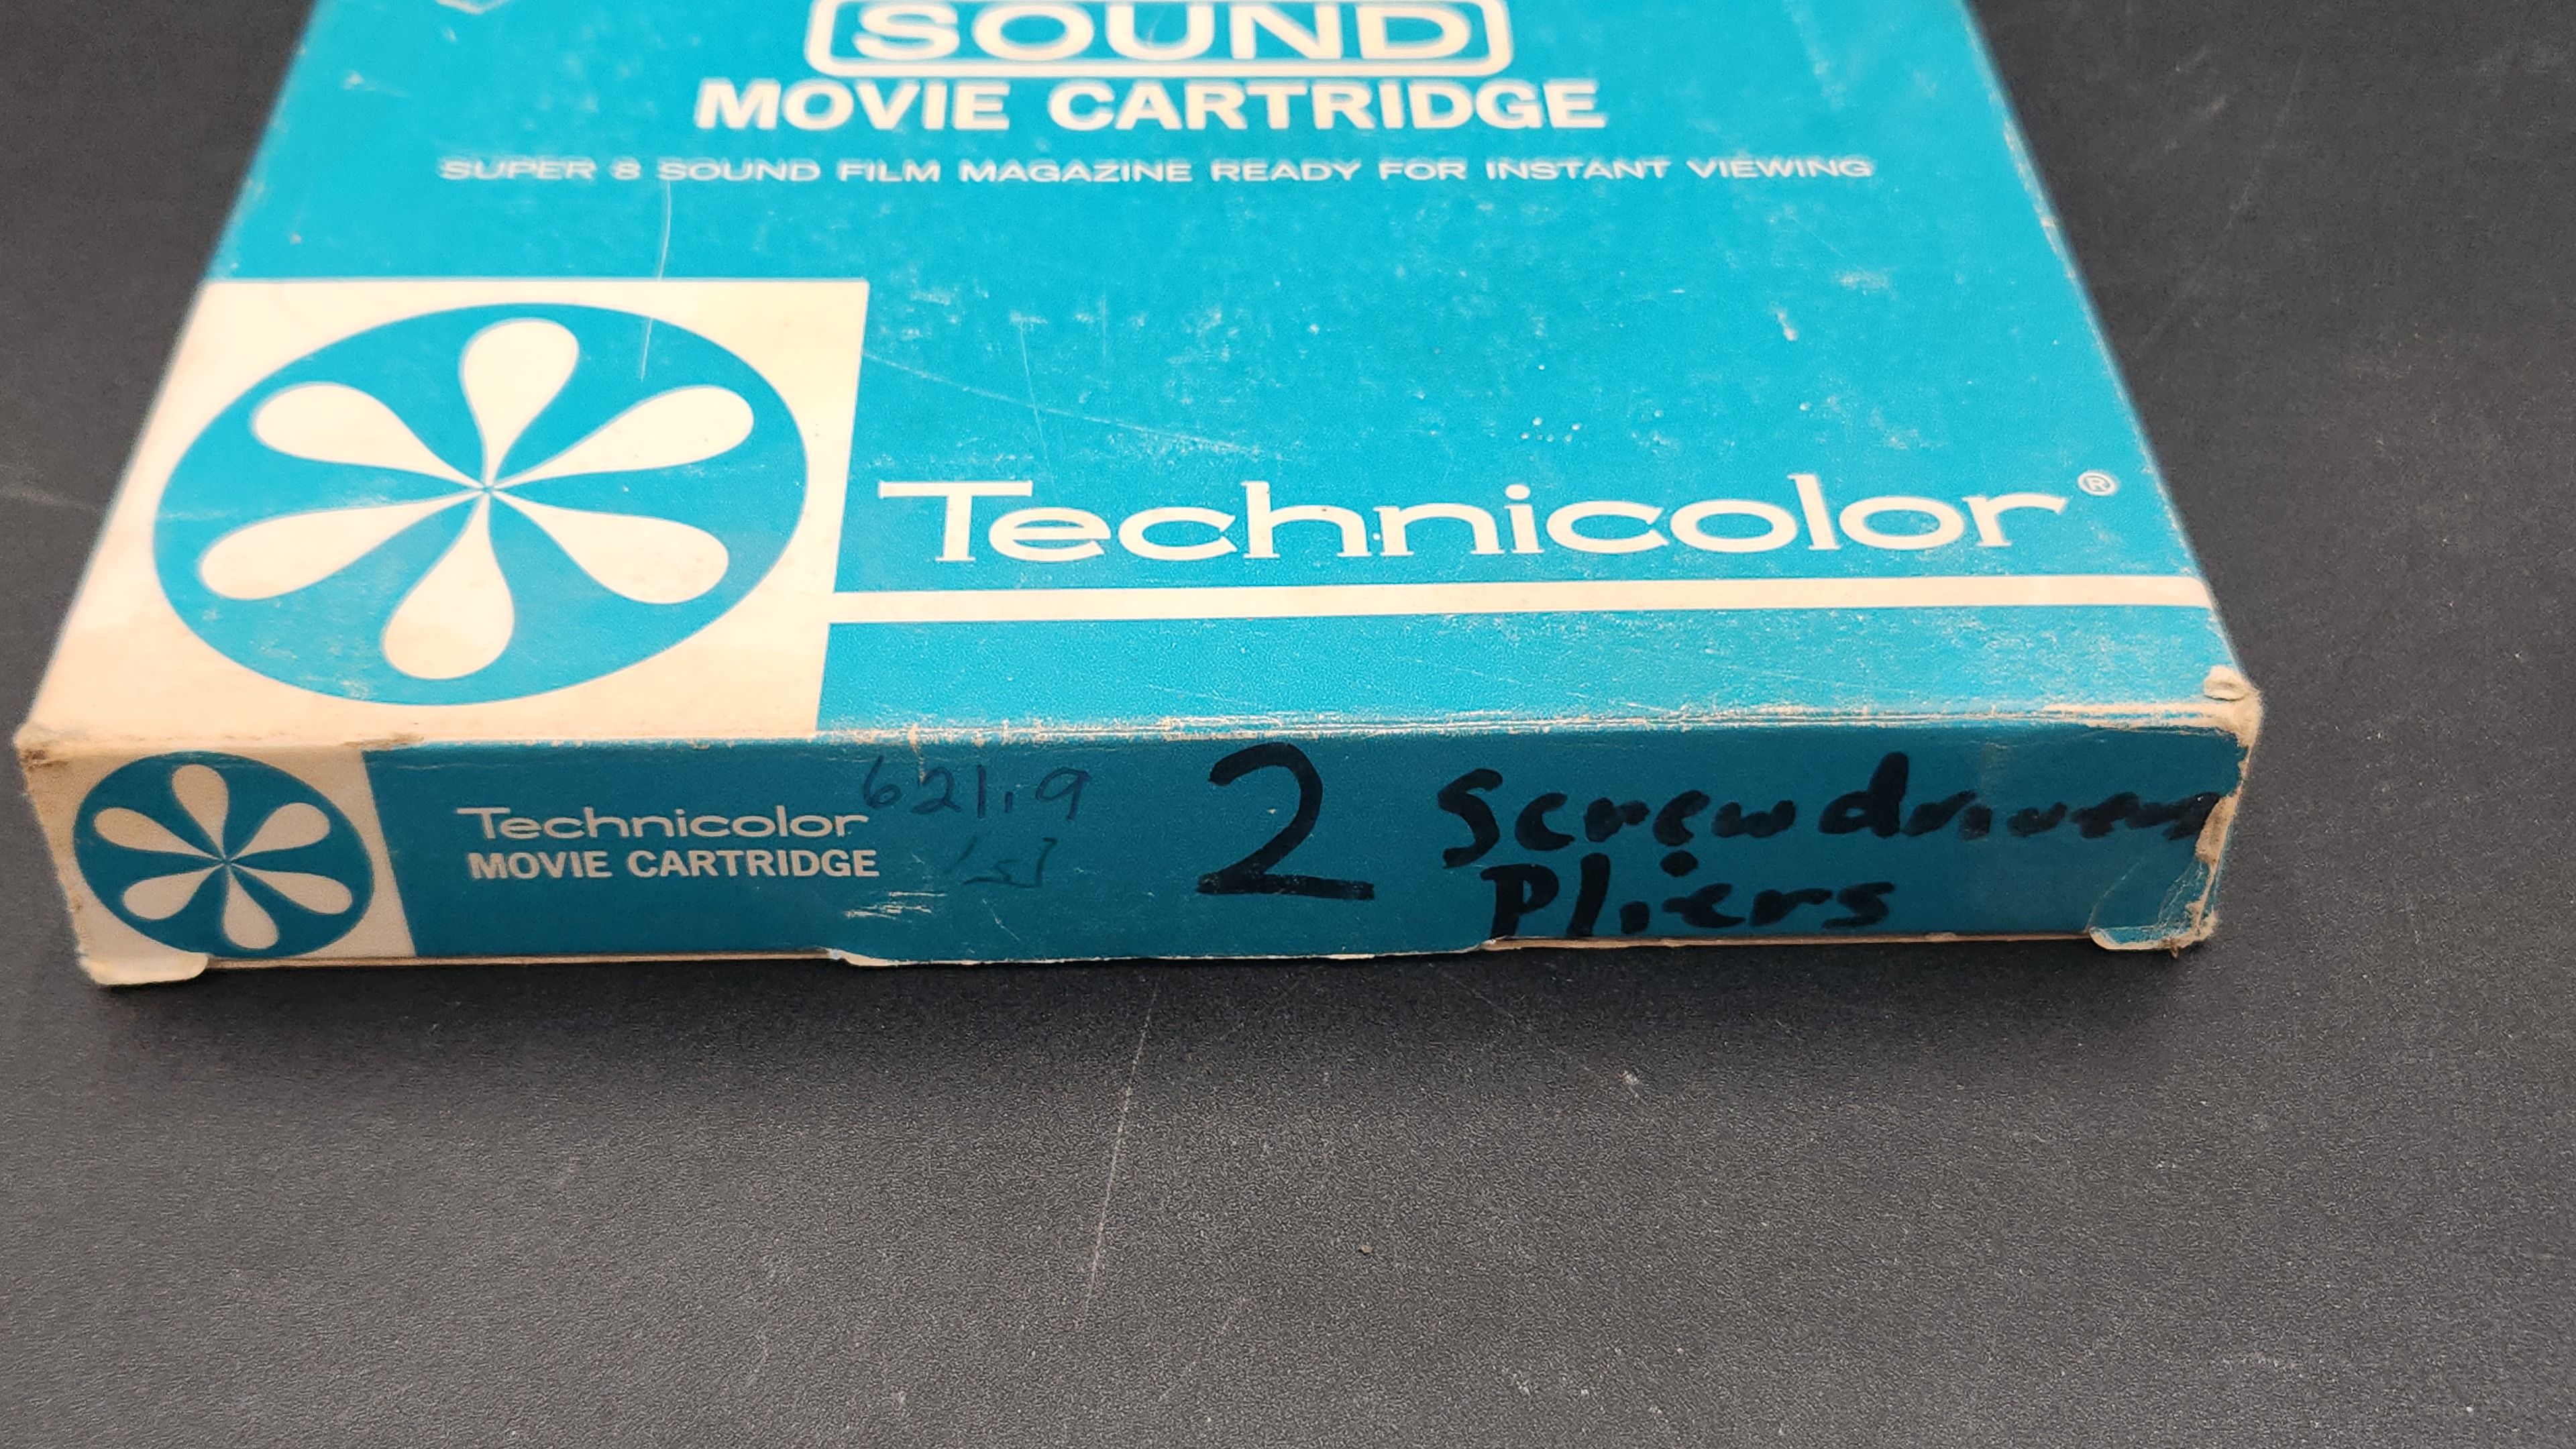 SOUND
MOVIE CARTRIDGE
SUPER 8 SOUND FILM MAGAZINE READY FOR INSTANT VIEWING
Technicolor®
Technicolor
MOVIE CARTRIDGE
621.9
2
Screwdrivers
Pliers